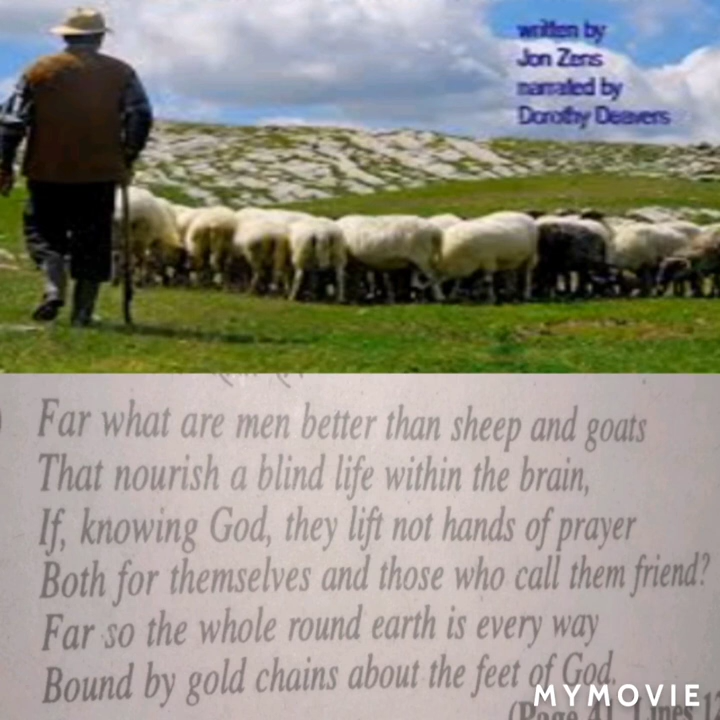 written by
Jon Zens
narrated by
Dorothy Deavers
Far what are men better than sheep and goats
That nourish a blind life within the brain,
If, knowing God, they lift not hands of prayer
Both for themselves and those who call them friend?
Far so the whole round earth is every way
Bound by gold chains about the feet of God.
MYMOVIE